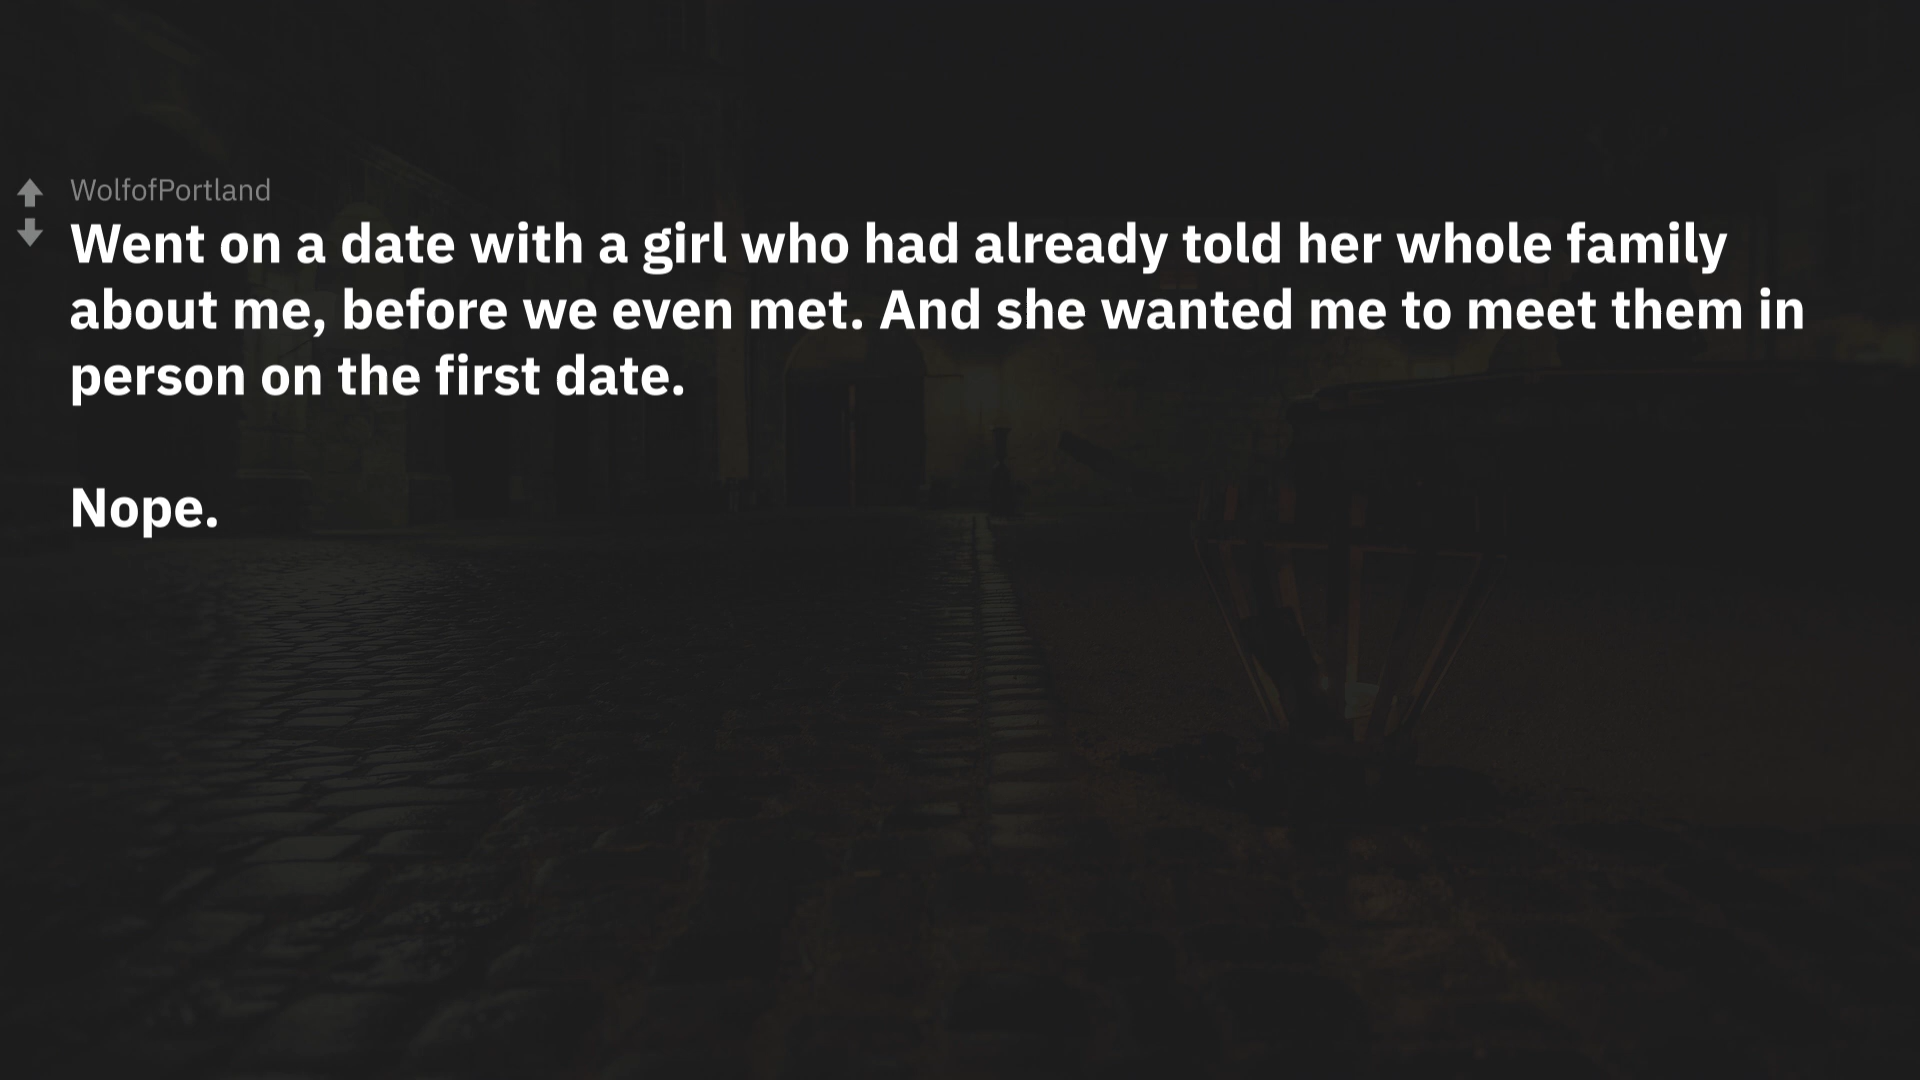 WolfofPortland
Went on a date with a girl who had already told her whole family
about me, before we even met. And she wanted me to meet them in
person on the first date.
Nope.